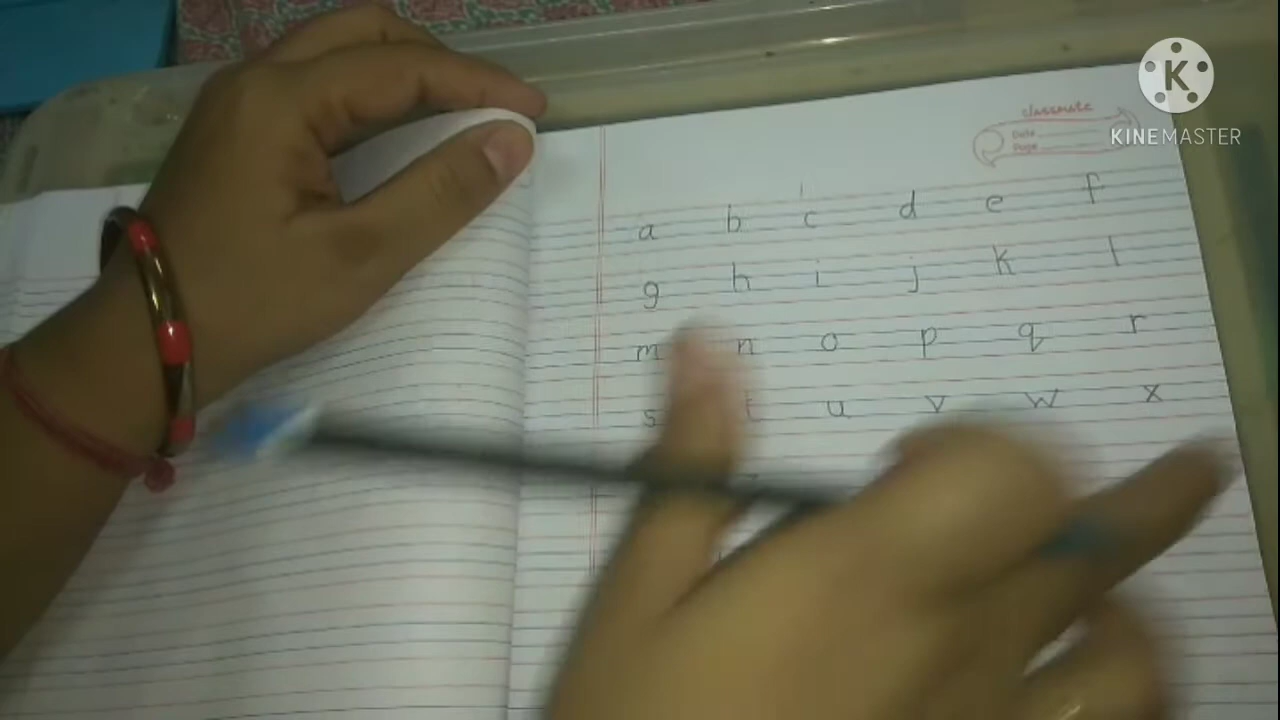 classmate
Date
Page
a b c d e f
g h i j k l
m n o p q r
s t u v w x
KINEMASTER